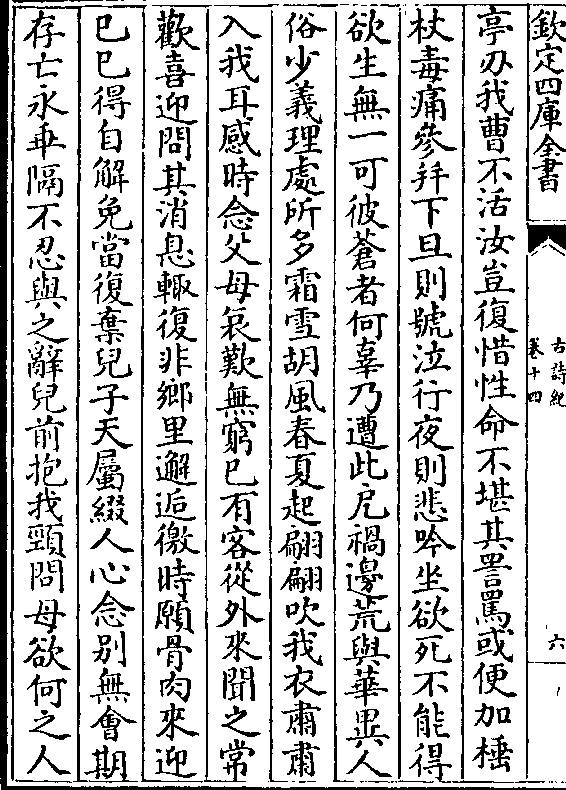 欽定四庫全書
古詩紀
卷十四
六
亭刃我曹不活汝豈復惜性命不堪其詈罵或便加棰
杖毒痛參并下旦則號泣行夜則悲吟坐欲死不能得
欲生無一可彼蒼者何辜乃遭此戹禍邊荒與華異人
俗少義理處所多霜雪胡風春夏起翩翩吹我衣肅肅
入我耳感時念父母哀歎無窮已有客從外來聞之常
歡喜迎問其消息輙復非鄉里邂逅徼時願骨肉來迎
已已得自解免當復棄兒子天屬綴人心念别無會期
存亡永乖隔不忍與之辭兒前抱我頸問母欲何之人